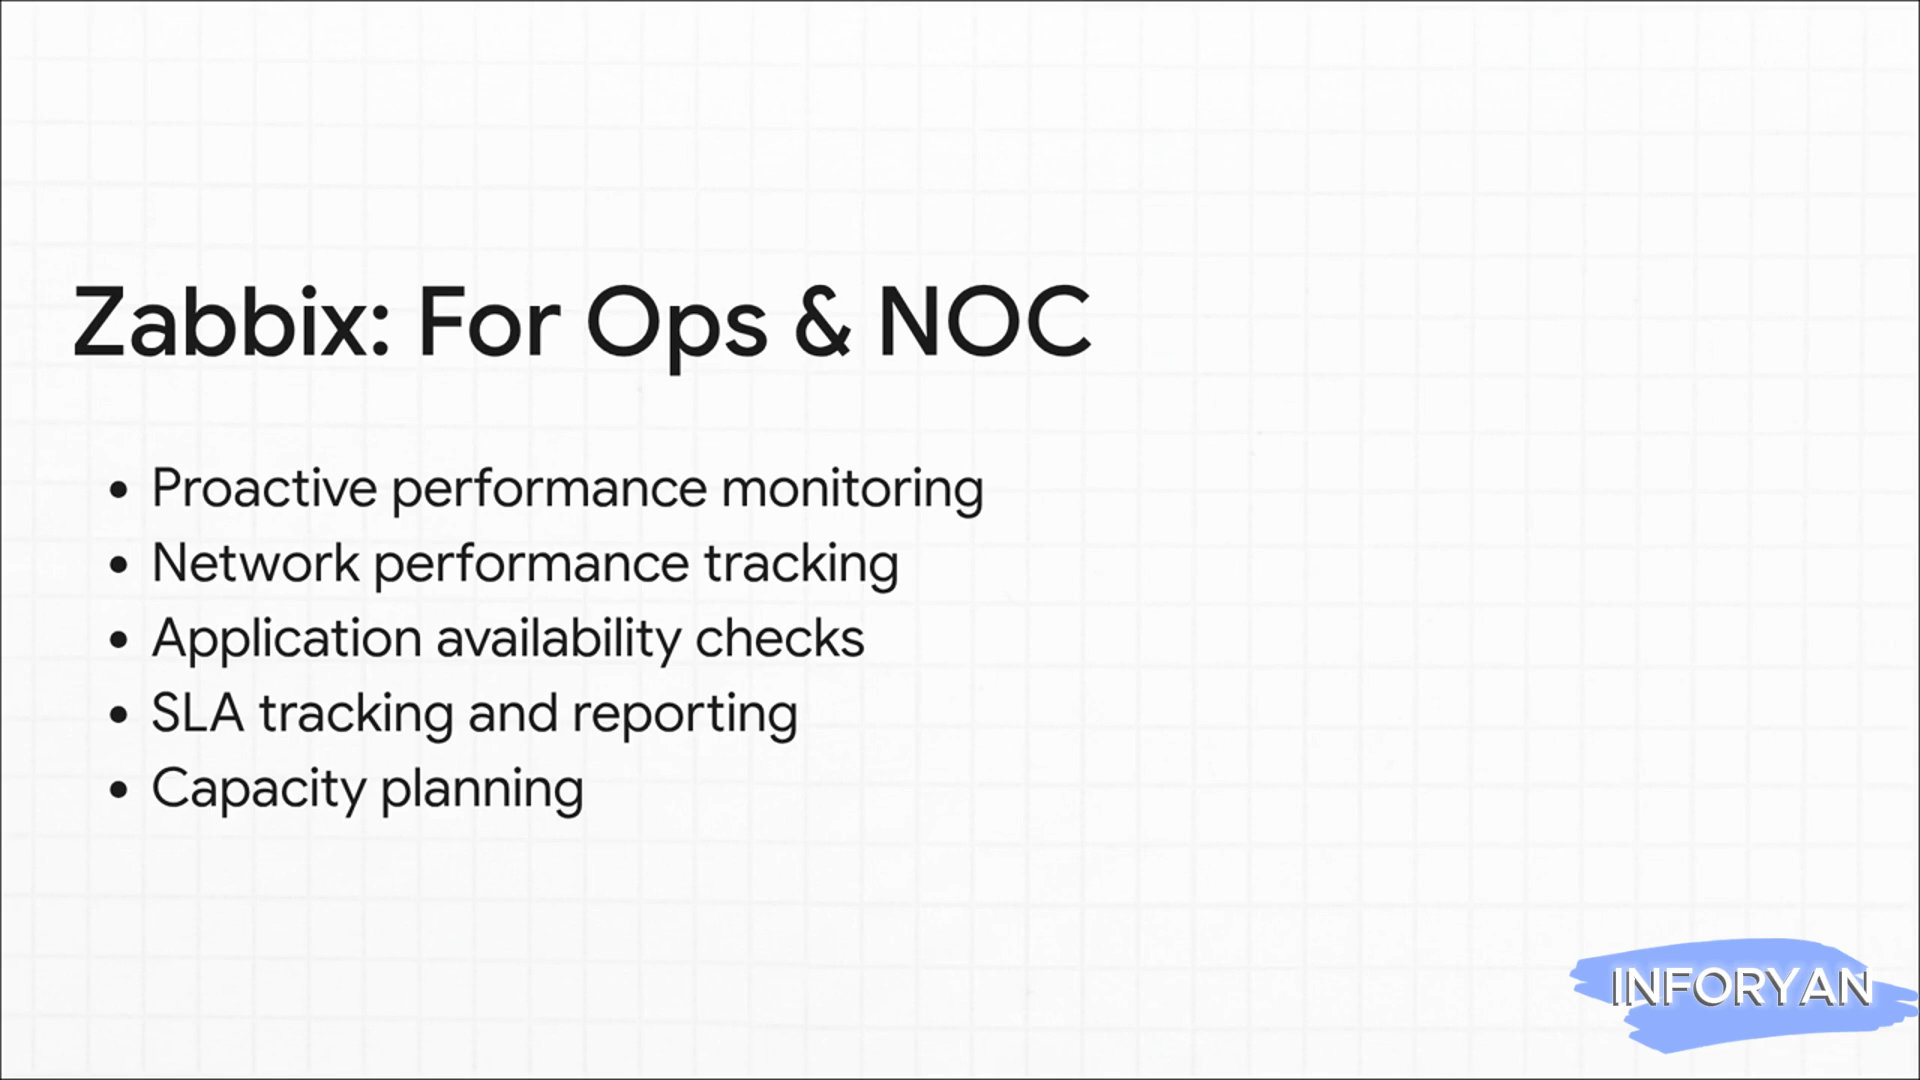 Zabbix: For Ops & NOC
• Proactive performance monitoring
• Network performance tracking
• Application availability checks
• SLA tracking and reporting
• Capacity planning
INFORYAN